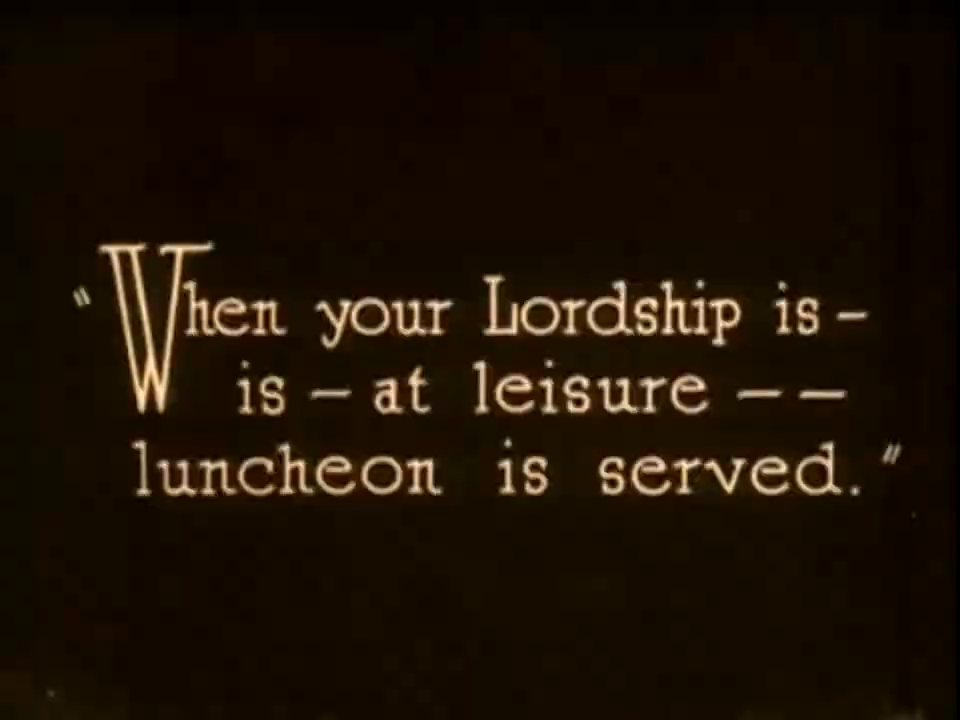 "When your Lordship is –
is – at leisure – –
luncheon is served."